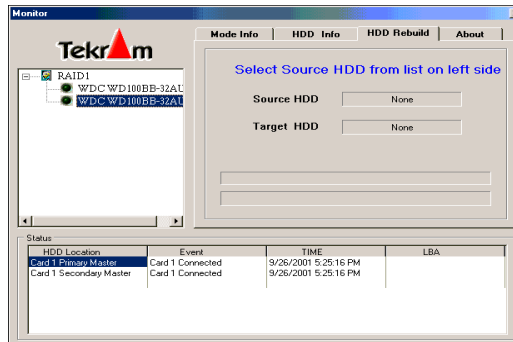 Monitor
Mode Info
HDD Info
HDD Rebuild
About
Tekram
RAID1
WDC WD100BB-32AU
WDC WD100BB-32AU
Select Source HDD from list on left side
Source HDD
None
Target HDD
None
Status
HDD Location Event TIME LBA
Card 1 Primary Master Card 1 Connected 9/26/2001 5:25:16 PM
Card 1 Secondary Master Card 1 Connected 9/26/2001 5:25:16 PM